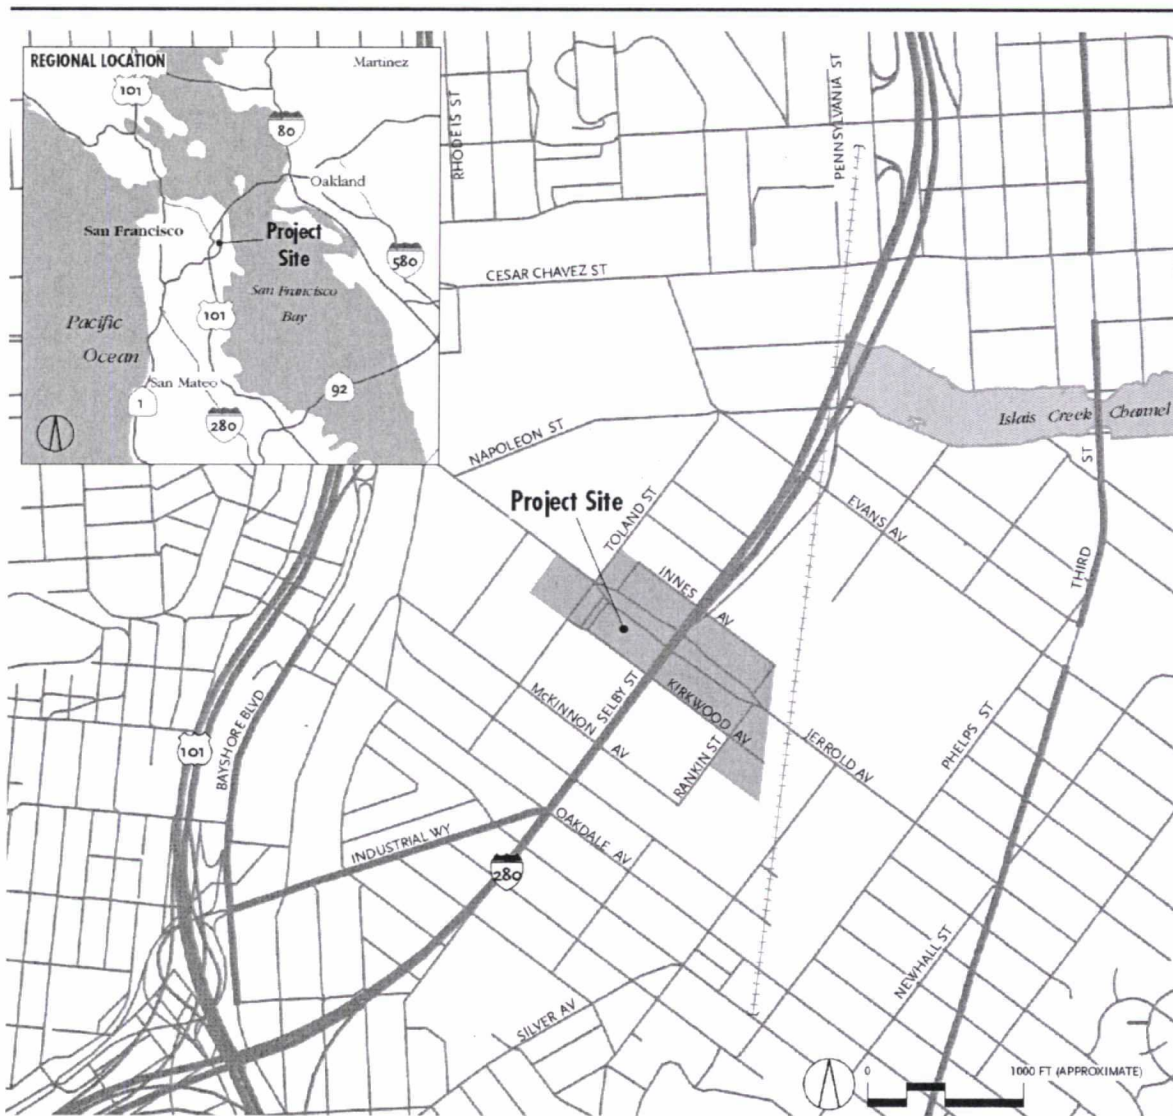 REGIONAL LOCATION
Martinez
101
80
Oakland
San Francisco
Project
Site
580
San Francisco
Bay
101
Pacific
Ocean
San Mateo
1
92
280
RHODEIS ST
PENNSYLVANIA ST
CESAR CHAVEZ ST
Islais Creek Channel
NAPOLEON ST
ST
THIRD
Project Site
TOLAND ST
EVANS AV
INNES AV
SELBY ST
KIRKWOOD AV
MCKINNON AV
RANKIN ST
JERROLD AV
PHELPS ST
101
BAYSHORE BLVD
INDUSTRIAL WY
OAKDALE AV
280
NEWHALL ST
SILVER AV
0
1000 FT (APPROXIMATE)